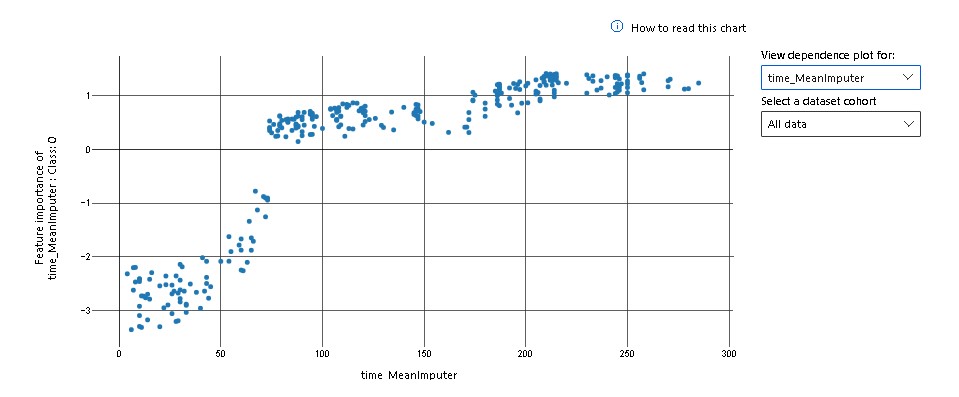 How to read this chart
View dependence plot for:
time_MeanImputer
Select a dataset cohort
All data
Feature importance of
time_MeanImputer : Class: 0
1
0
−1
−2
−3
0
50
100
150
200
250
300
time_MeanImputer